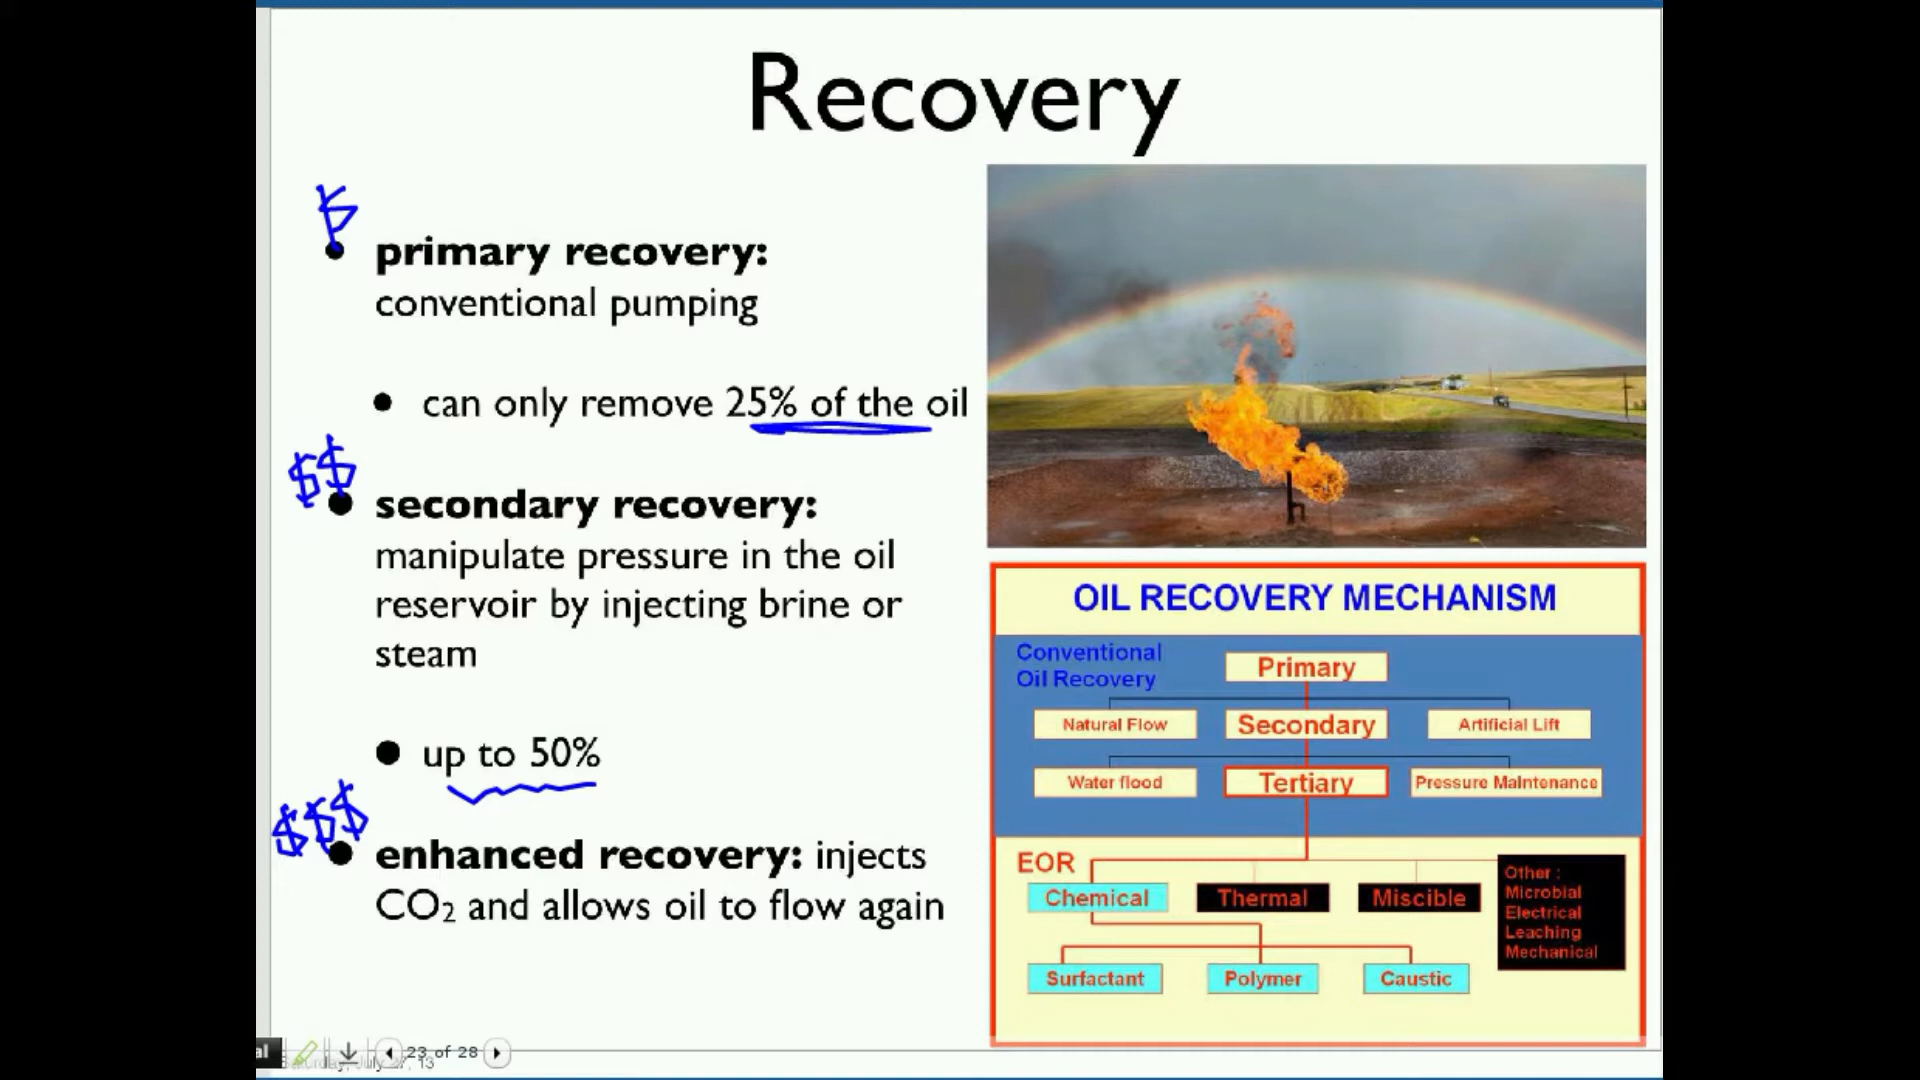 Recovery
$
• primary recovery:
conventional pumping
• can only remove 25% of the oil
$$
• secondary recovery:
manipulate pressure in the oil
reservoir by injecting brine or
steam
• up to 50%
$$$
• enhanced recovery: injects
CO₂ and allows oil to flow again
OIL RECOVERY MECHANISM
Conventional
Oil Recovery
Primary
Natural Flow
Secondary
Artificial Lift
Water flood
Tertiary
Pressure Maintenance
EOR
Chemical
Thermal
Miscible
Other :
Microbial
Electrical
Leaching
Mechanical
Surfactant
Polymer
Caustic
al
23 of 28